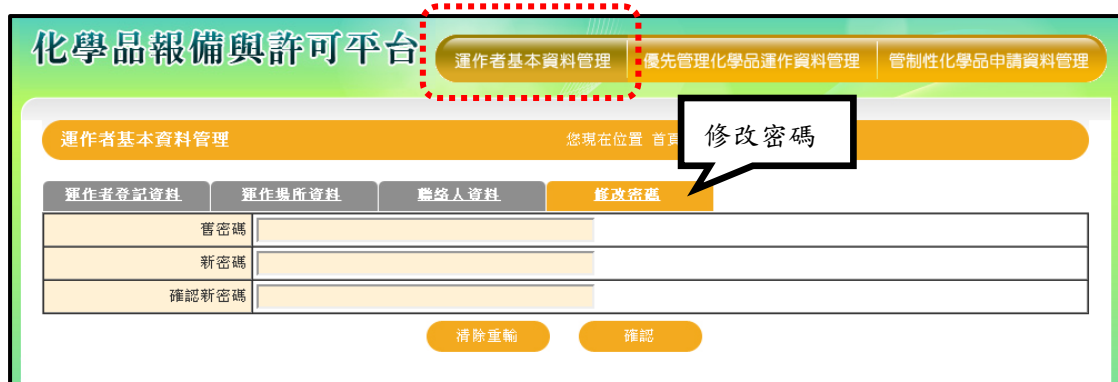 化學品報備與許可平台
運作者基本資料管理 優先管理化學品運作資料管理 管制性化學品申請資料管理
運作者基本資料管理 您現在位置 首頁
修改密碼
運作者登記資料 運作場所資料 聯絡人資料 修改密碼
舊密碼
新密碼
確認新密碼
清除重輸 確認